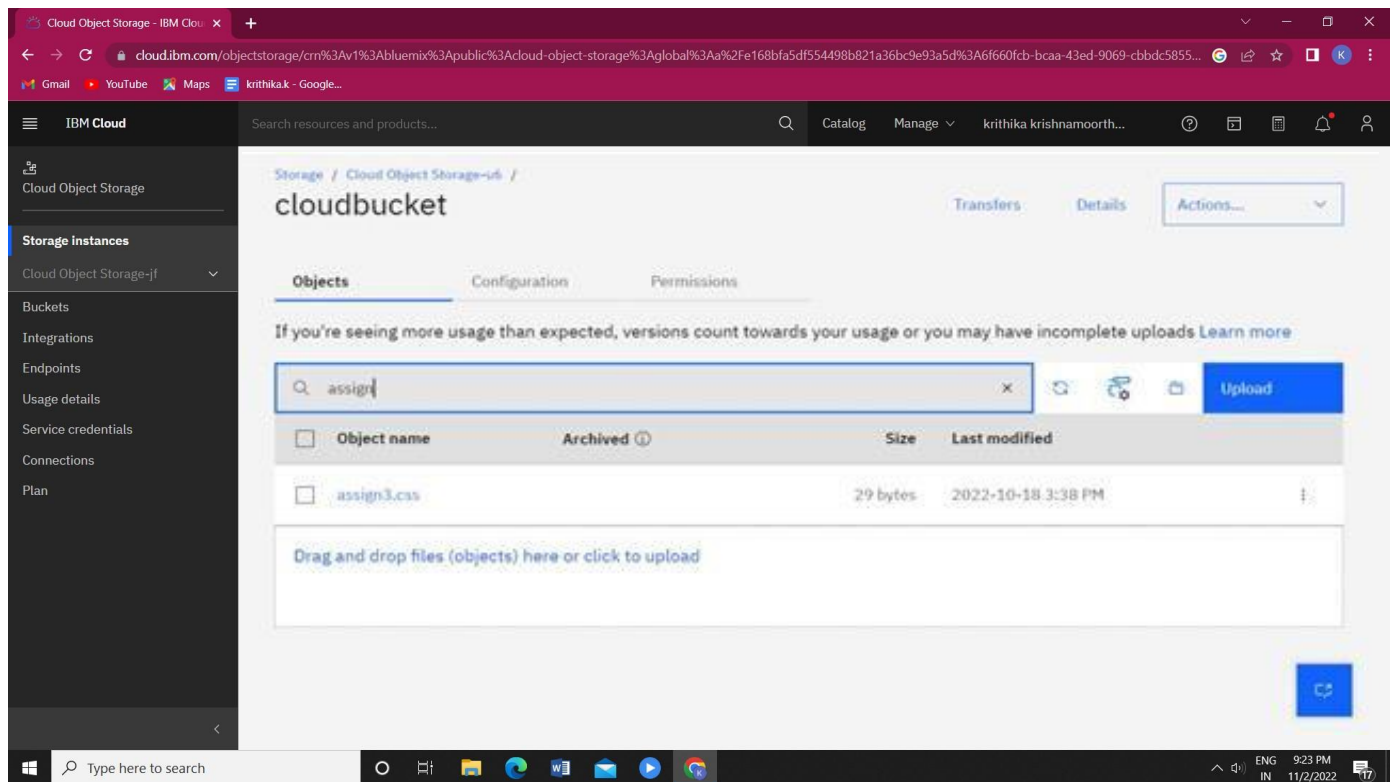 Cloud Object Storage - IBM Clou
cloud.ibm.com/objectstorage/crn%3Av1%3Abluemix%3Apublic%3Acloud-object-storage%3Aglobal%3Aa%2Fe168bfa5df554498b821a36bc9e93a5d%3A6f660fcb-bcaa-43ed-9069-cbbdc5855...
K
Gmail YouTube Maps krithika.k - Google...
IBM Cloud Search resources and products... Catalog Manage krithika krishnamoorth...
Cloud Object Storage
Storage instances
Cloud Object Storage-jf
Buckets
Integrations
Endpoints
Usage details
Service credentials
Connections
Plan
Storage / Cloud Object Storage-u6 /
cloudbucket
Transfers Details Actions...
Objects Configuration Permissions
If you're seeing more usage than expected, versions count towards your usage or you may have incomplete uploads Learn more
assign Upload
Object name Archived Size Last modified
assign3.css 29 bytes 2022-10-18 3:38 PM
Drag and drop files (objects) here or click to upload
Type here to search
ENG 9:23 PM
IN 11/2/2022
17